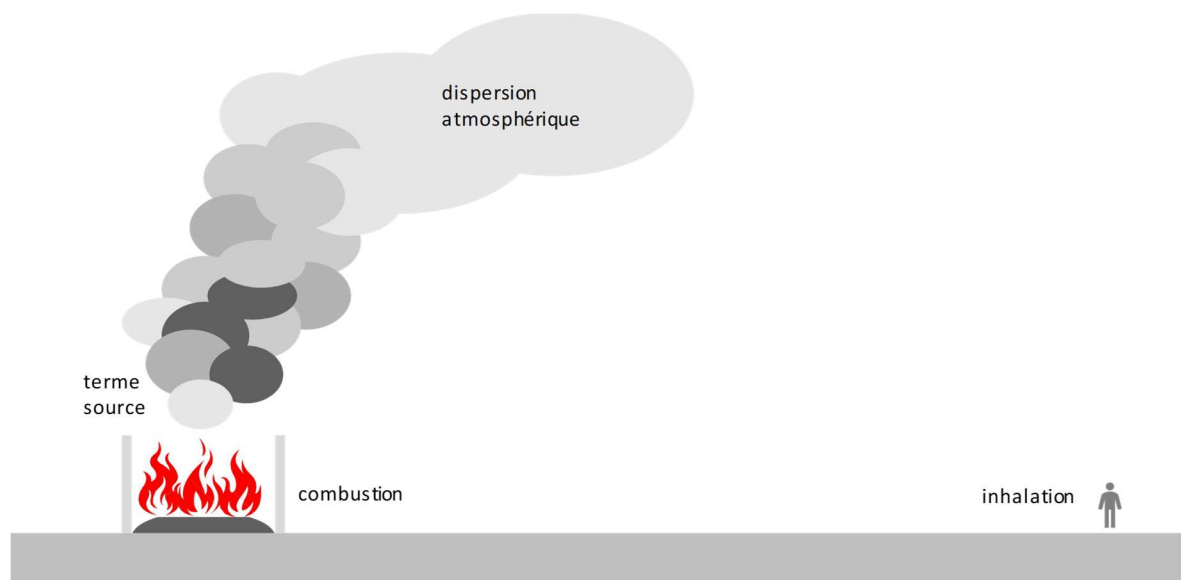 dispersion
atmosphérique
terme
source
combustion
inhalation